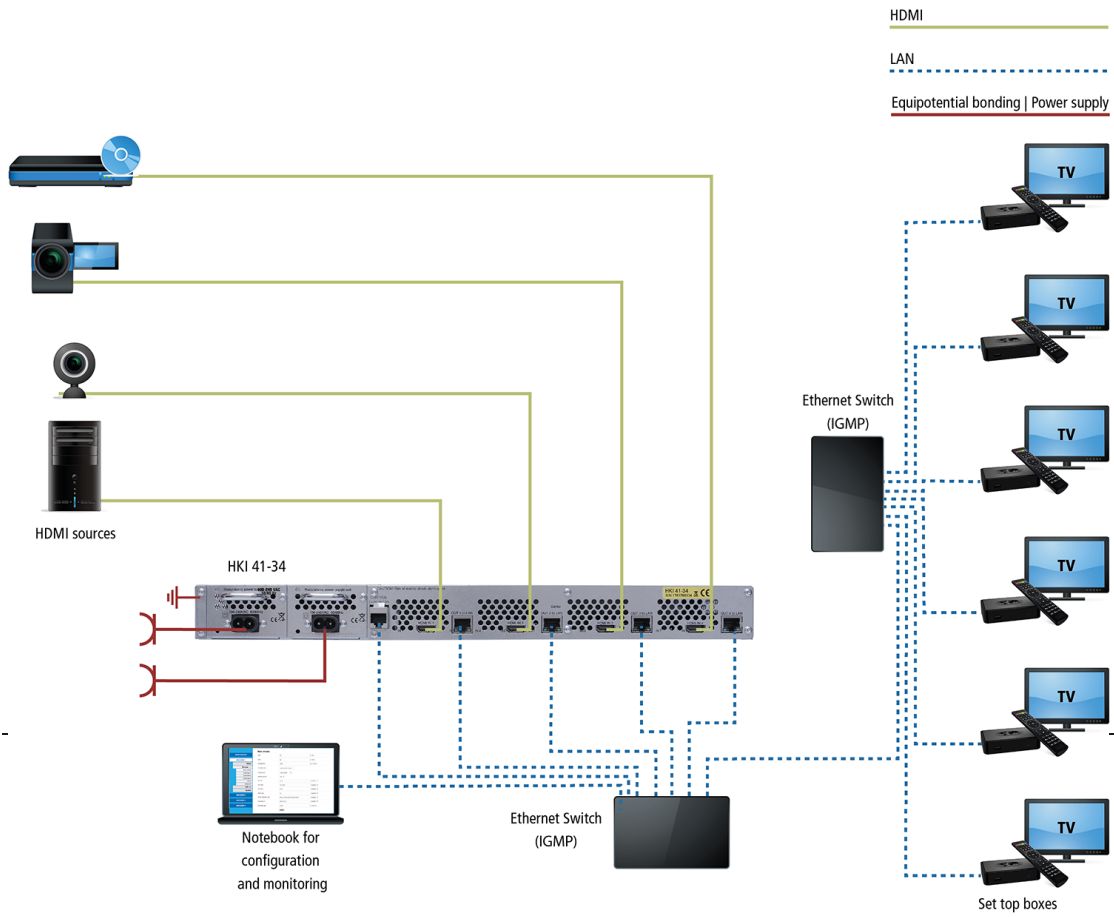 HDMI
LAN
Equipotential bonding | Power supply
TV
TV
Ethernet Switch
(IGMP)
TV
HDMI sources
HKI 41-34
HKI 41-34
TV
TV
Notebook for
configuration
and monitoring
Ethernet Switch
(IGMP)
TV
Set top boxes